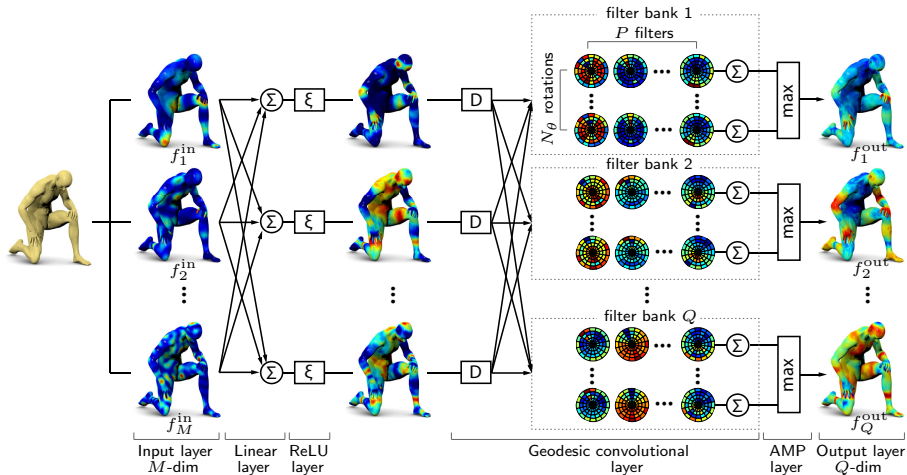 filter bank 1
P filters
N_θ rotations
f_1^in
Σ
ξ
D
Σ
Σ
max
f_1^out
filter bank 2
f_2^in
Σ
ξ
D
Σ
Σ
max
f_2^out
filter bank Q
f_M^in
Σ
ξ
D
Σ
Σ
max
f_Q^out
Input layer
M-dim
Linear
layer
ReLU
layer
Geodesic convolutional
layer
AMP
layer
Output layer
Q-dim